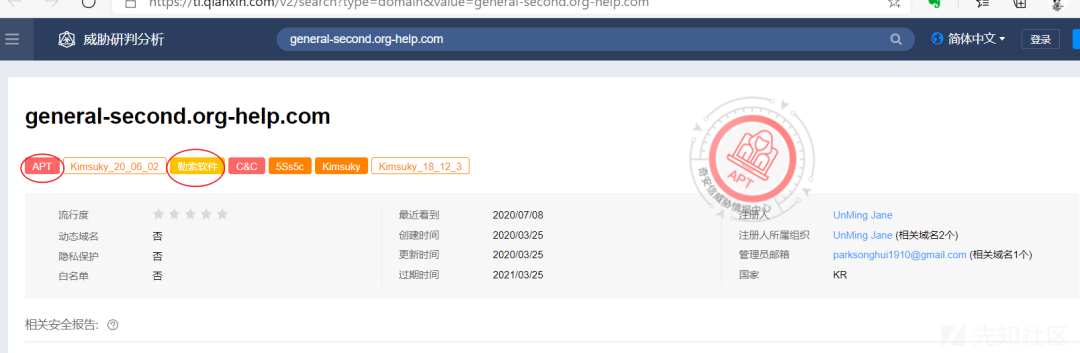 https://ti.qianxin.com/v2/search?type=domain&value=general-second.org-help.com
威胁研判分析
general-second.org-help.com
简体中文
登录
general-second.org-help.com
APT Kimsuky_20_06_02 勒索软件 C&C 5Ss5c Kimsuky Kimsuky_18_12_3
APT
奇安信威胁情报中心
流行度
最近看到 2020/07/08
注册人 UnMing Jane
动态域名 否
创建时间 2020/03/25
注册人所属组织 UnMing Jane (相关域名2个)
隐私保护 否
更新时间 2020/03/25
管理员邮箱 parksonghui1910@gmail.com (相关域名1个)
白名单 否
过期时间 2021/03/25
国家 KR
相关安全报告:
先知社区